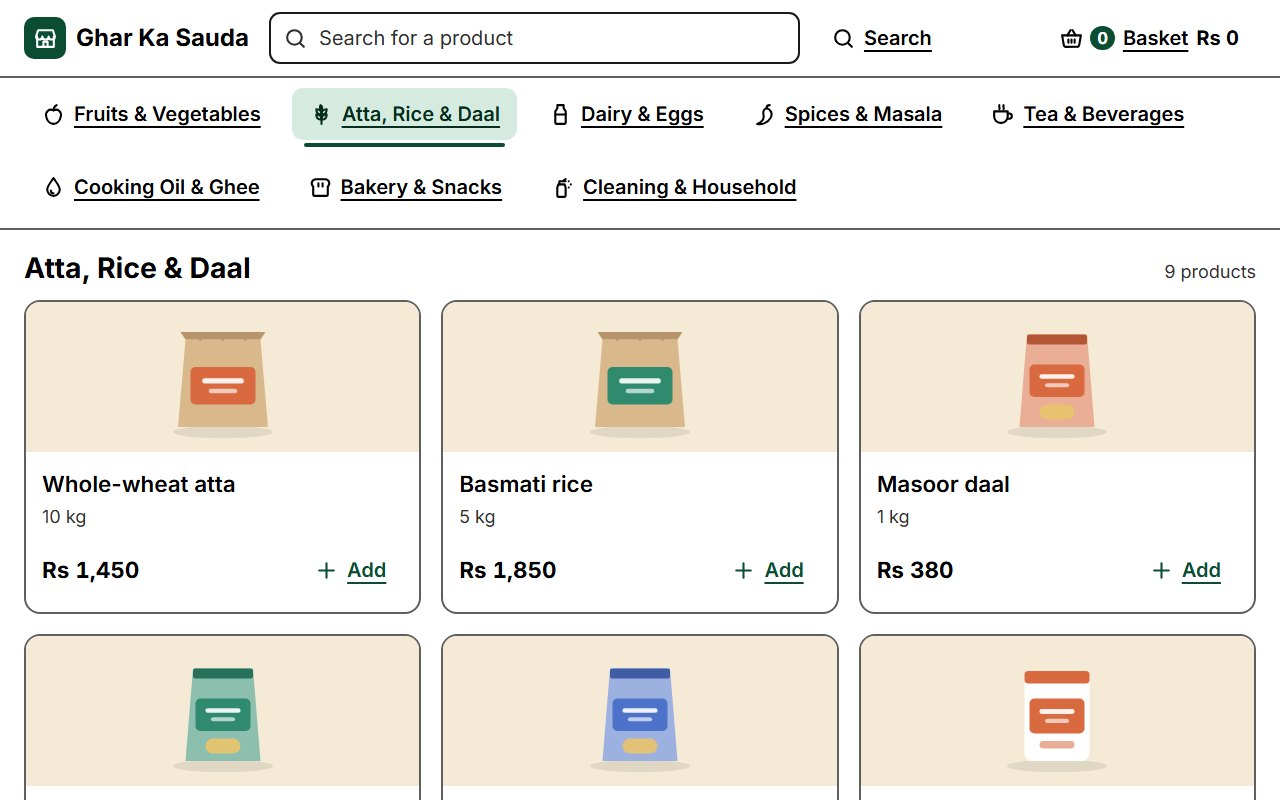 Ghar Ka Sauda
Search for a product
Search
0 Basket Rs 0
Fruits & Vegetables
Atta, Rice & Daal
Dairy & Eggs
Spices & Masala
Tea & Beverages
Cooking Oil & Ghee
Bakery & Snacks
Cleaning & Household
Atta, Rice & Daal
9 products
Whole-wheat atta
10 kg
Rs 1,450
Add
Basmati rice
5 kg
Rs 1,850
Add
Masoor daal
1 kg
Rs 380
Add